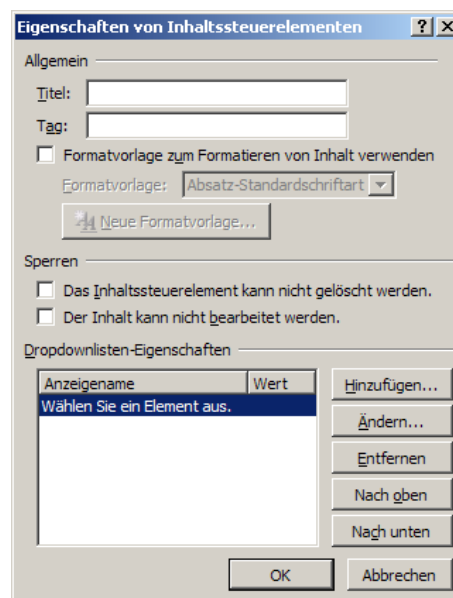 Eigenschaften von Inhaltssteuerelementen
Allgemein
Titel:
Tag:
Formatvorlage zum Formatieren von Inhalt verwenden
Formatvorlage: Absatz-Standardschriftart
Neue Formatvorlage...
Sperren
Das Inhaltssteuerelement kann nicht gelöscht werden.
Der Inhalt kann nicht bearbeitet werden.
Dropdownlisten-Eigenschaften
Anzeigename Wert
Wählen Sie ein Element aus.
Hinzufügen...
Ändern...
Entfernen
Nach oben
Nach unten
OK Abbrechen